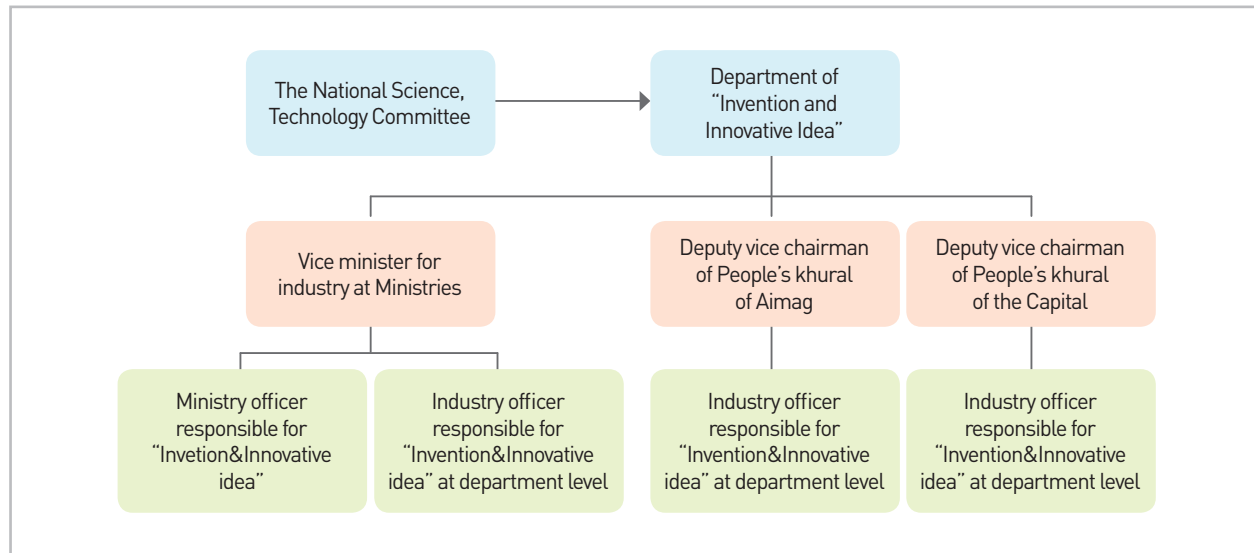 The National Science,
Technology Committee
Department of
“Invention and
Innovative Idea”
Vice minister for
industry at Ministries
Deputy vice chairman
of People’s khural
of Aimag
Deputy vice chairman
of People’s khural
of the Capital
Ministry officer
responsible for
“Invetion&Innovative
idea”
Industry officer
responsible for
“Invention&Innovative
idea” at department level
Industry officer
responsible for
“Invention&Innovative
idea” at department level
Industry officer
responsible for
“Invention&Innovative
idea” at department level